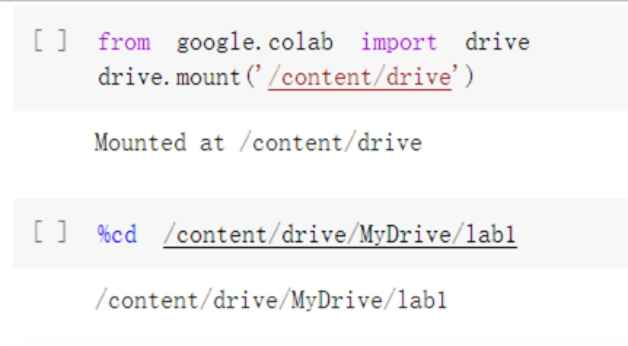 [ ] from google.colab import drive
drive.mount('/content/drive')
Mounted at /content/drive
[ ] %cd /content/drive/MyDrive/lab1
/content/drive/MyDrive/lab1